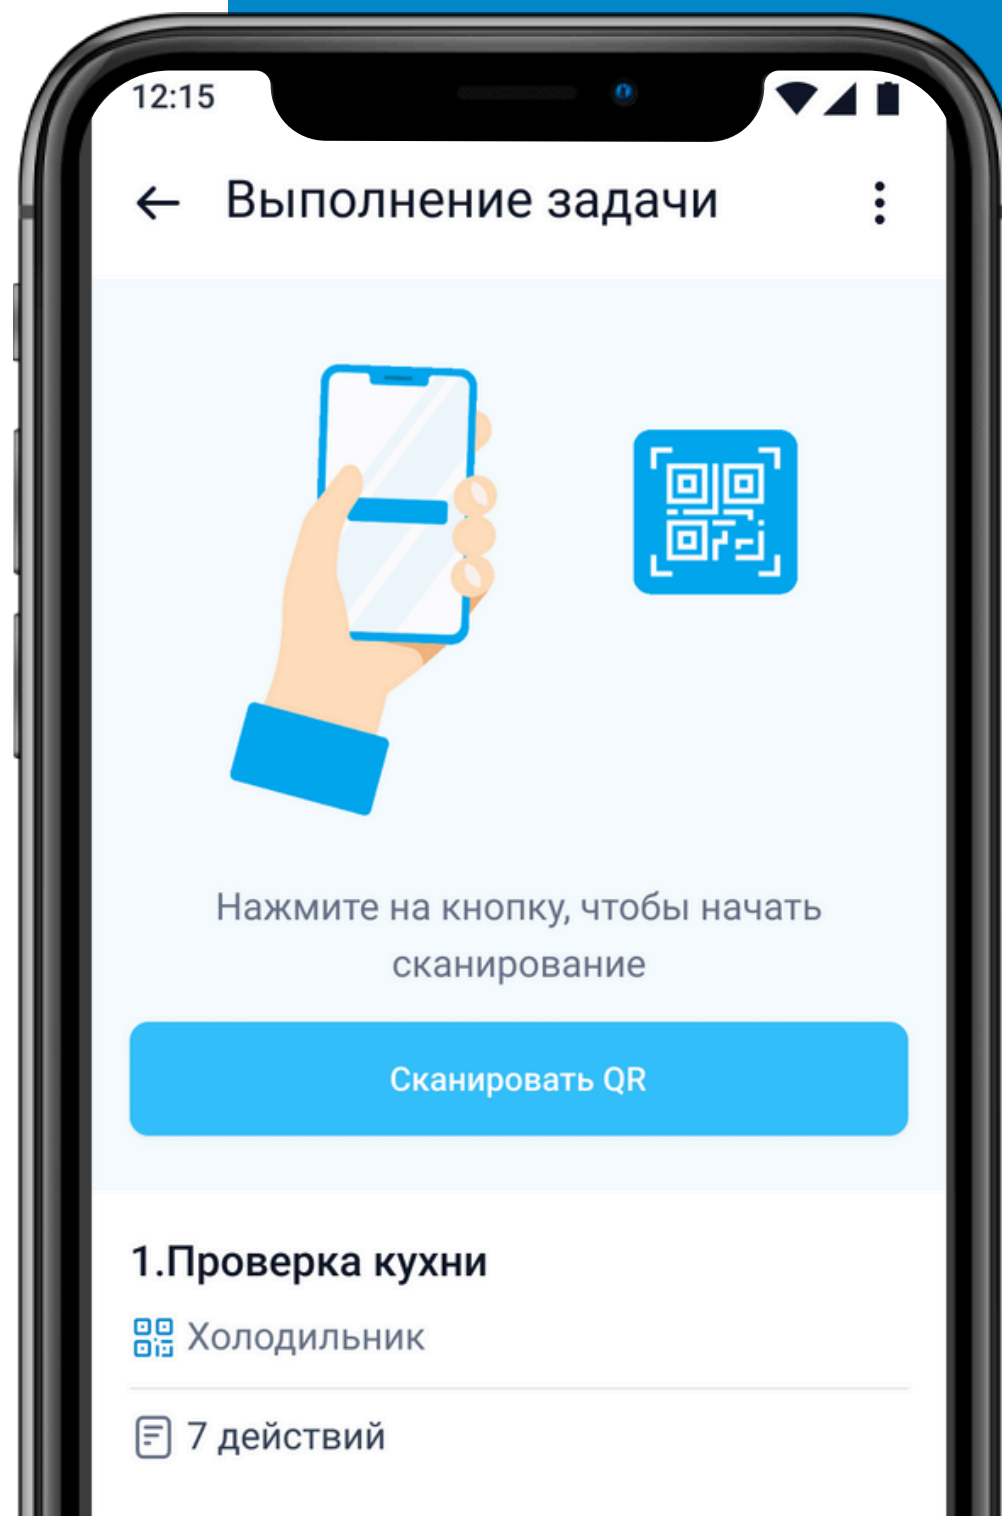 12:15
Выполнение задачи
Нажмите на кнопку, чтобы начать
сканирование
Сканировать QR
1.Проверка кухни
Холодильник
7 действий